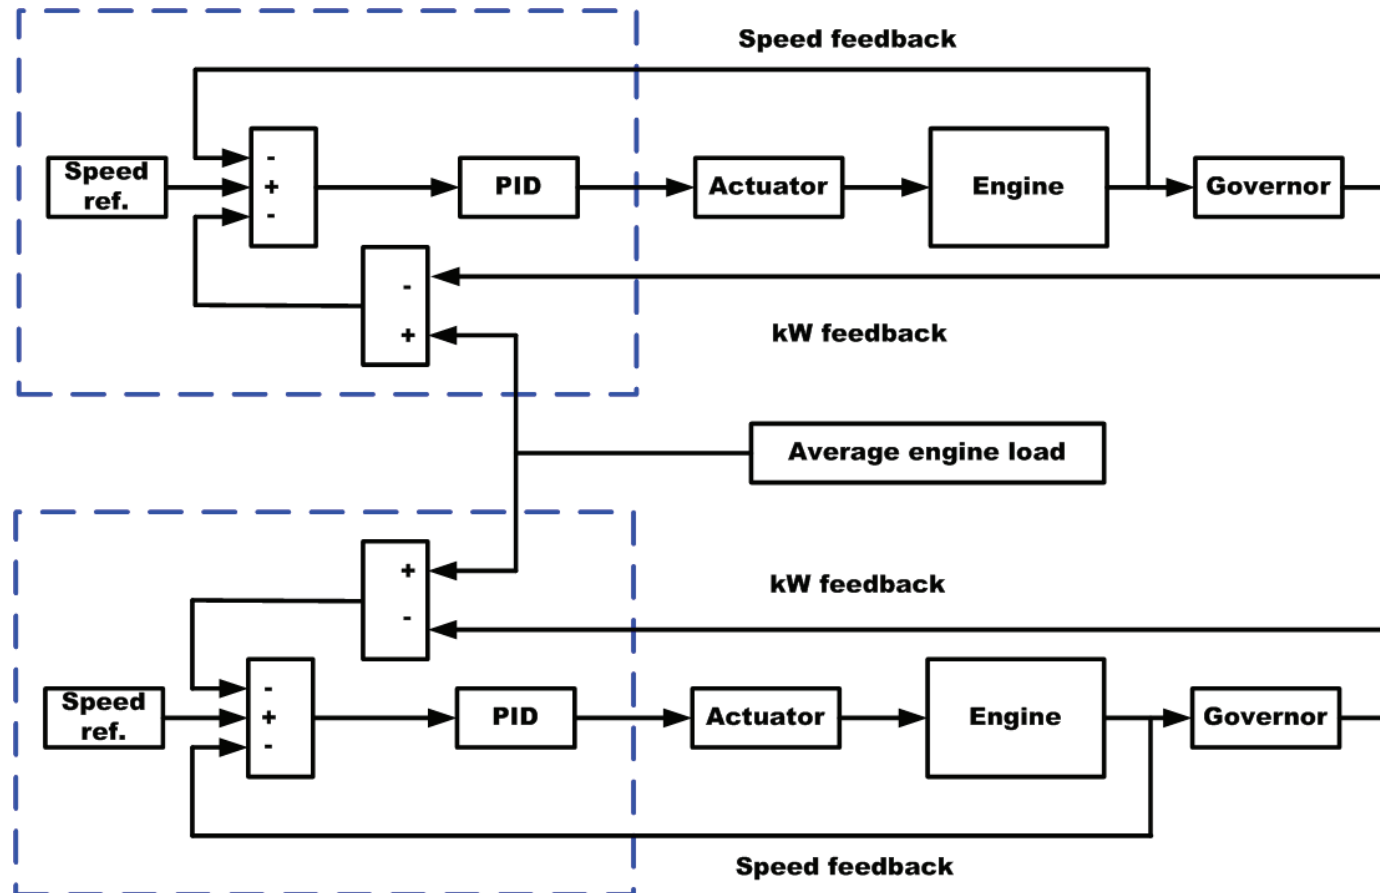 Speed feedback
-
Speed
ref.
+
-
PID
Actuator
Engine
Governor
-
+
kW feedback
Average engine load
+
-
kW feedback
-
Speed
ref.
+
-
PID
Actuator
Engine
Governor
Speed feedback